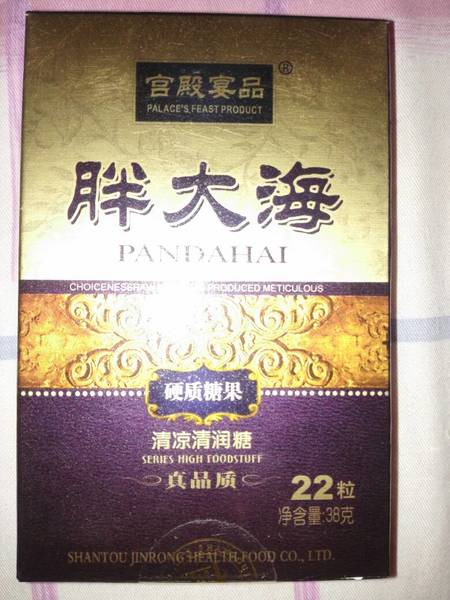 宫殿宴品®
PALACE'S FEAST PRODUCT
胖大海
PANDAHAI
PRODUCED METICULOUS
硬质糖果
清凉清润糖
SERIES HIGH FOODSTUFF
真品质
22粒
净含量:38克
SHANTOU JINRONG HEALTH FOOD CO., LTD.